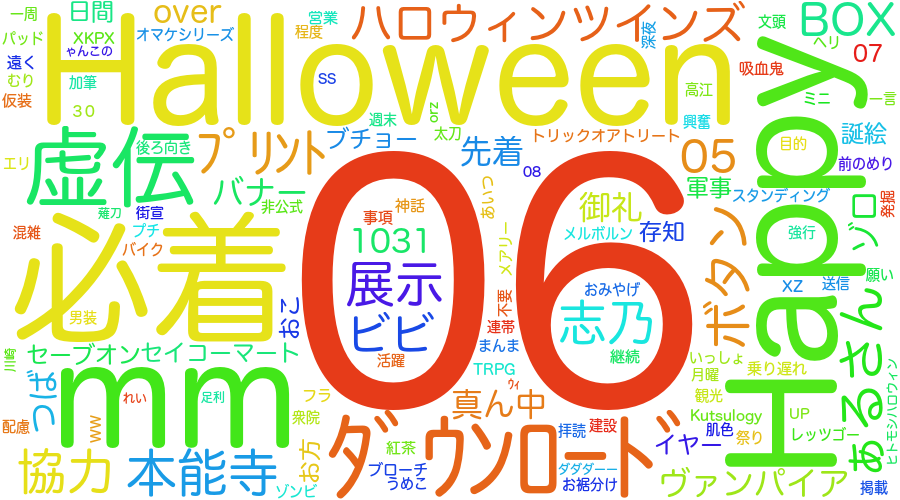 一周
日間
over
営業
ハロウィンツインズ
BOX
文頭
パッド
XKPX
オマケシリーズ
程度
深夜
ヘリ
07
遠く
ゃんこの
Halloween
Happy
吸血鬼
むり
加筆
SS
高江
ミニ
一言
仮装
30
週末
orz
太刀
興奮
虚伝
後ろ向き
プリント
ブチョー
先着
トリックオアトリート
05
目的
誕絵
エリ
08
前のめり
バナー
非公式
06
神話
事項
あいつ
御礼
存知
軍事
スタンディング
発掘
薙刀
街宣
必着
混雑
プチ
バイク
1031
メアリー
メルボルン
ボタン
強行
ゾロ
展示
おみやげ
XZ
送信
願い
男装
おこ
ビビ
不要
連帯
志乃
あるさん
川崎
セーブオン
セイコーマート
活躍
まんま
継続
いっしょ
乗り遅れ
つば
mm
れい
足利
フラ
TRPG
月曜
観光
ヒトモシハロウィン
配慮
ww
衆院
ゥィ
真ん中
Kutsulogy
UP
お方
ダウンロード
拝読
建設
肌色
祭り
レッツゴー
協力
本能寺
紅茶
イヤー
ゾンビ
ブローチ
うめこ
ダダダーー
お裾分け
ヴァンパイア
掲載